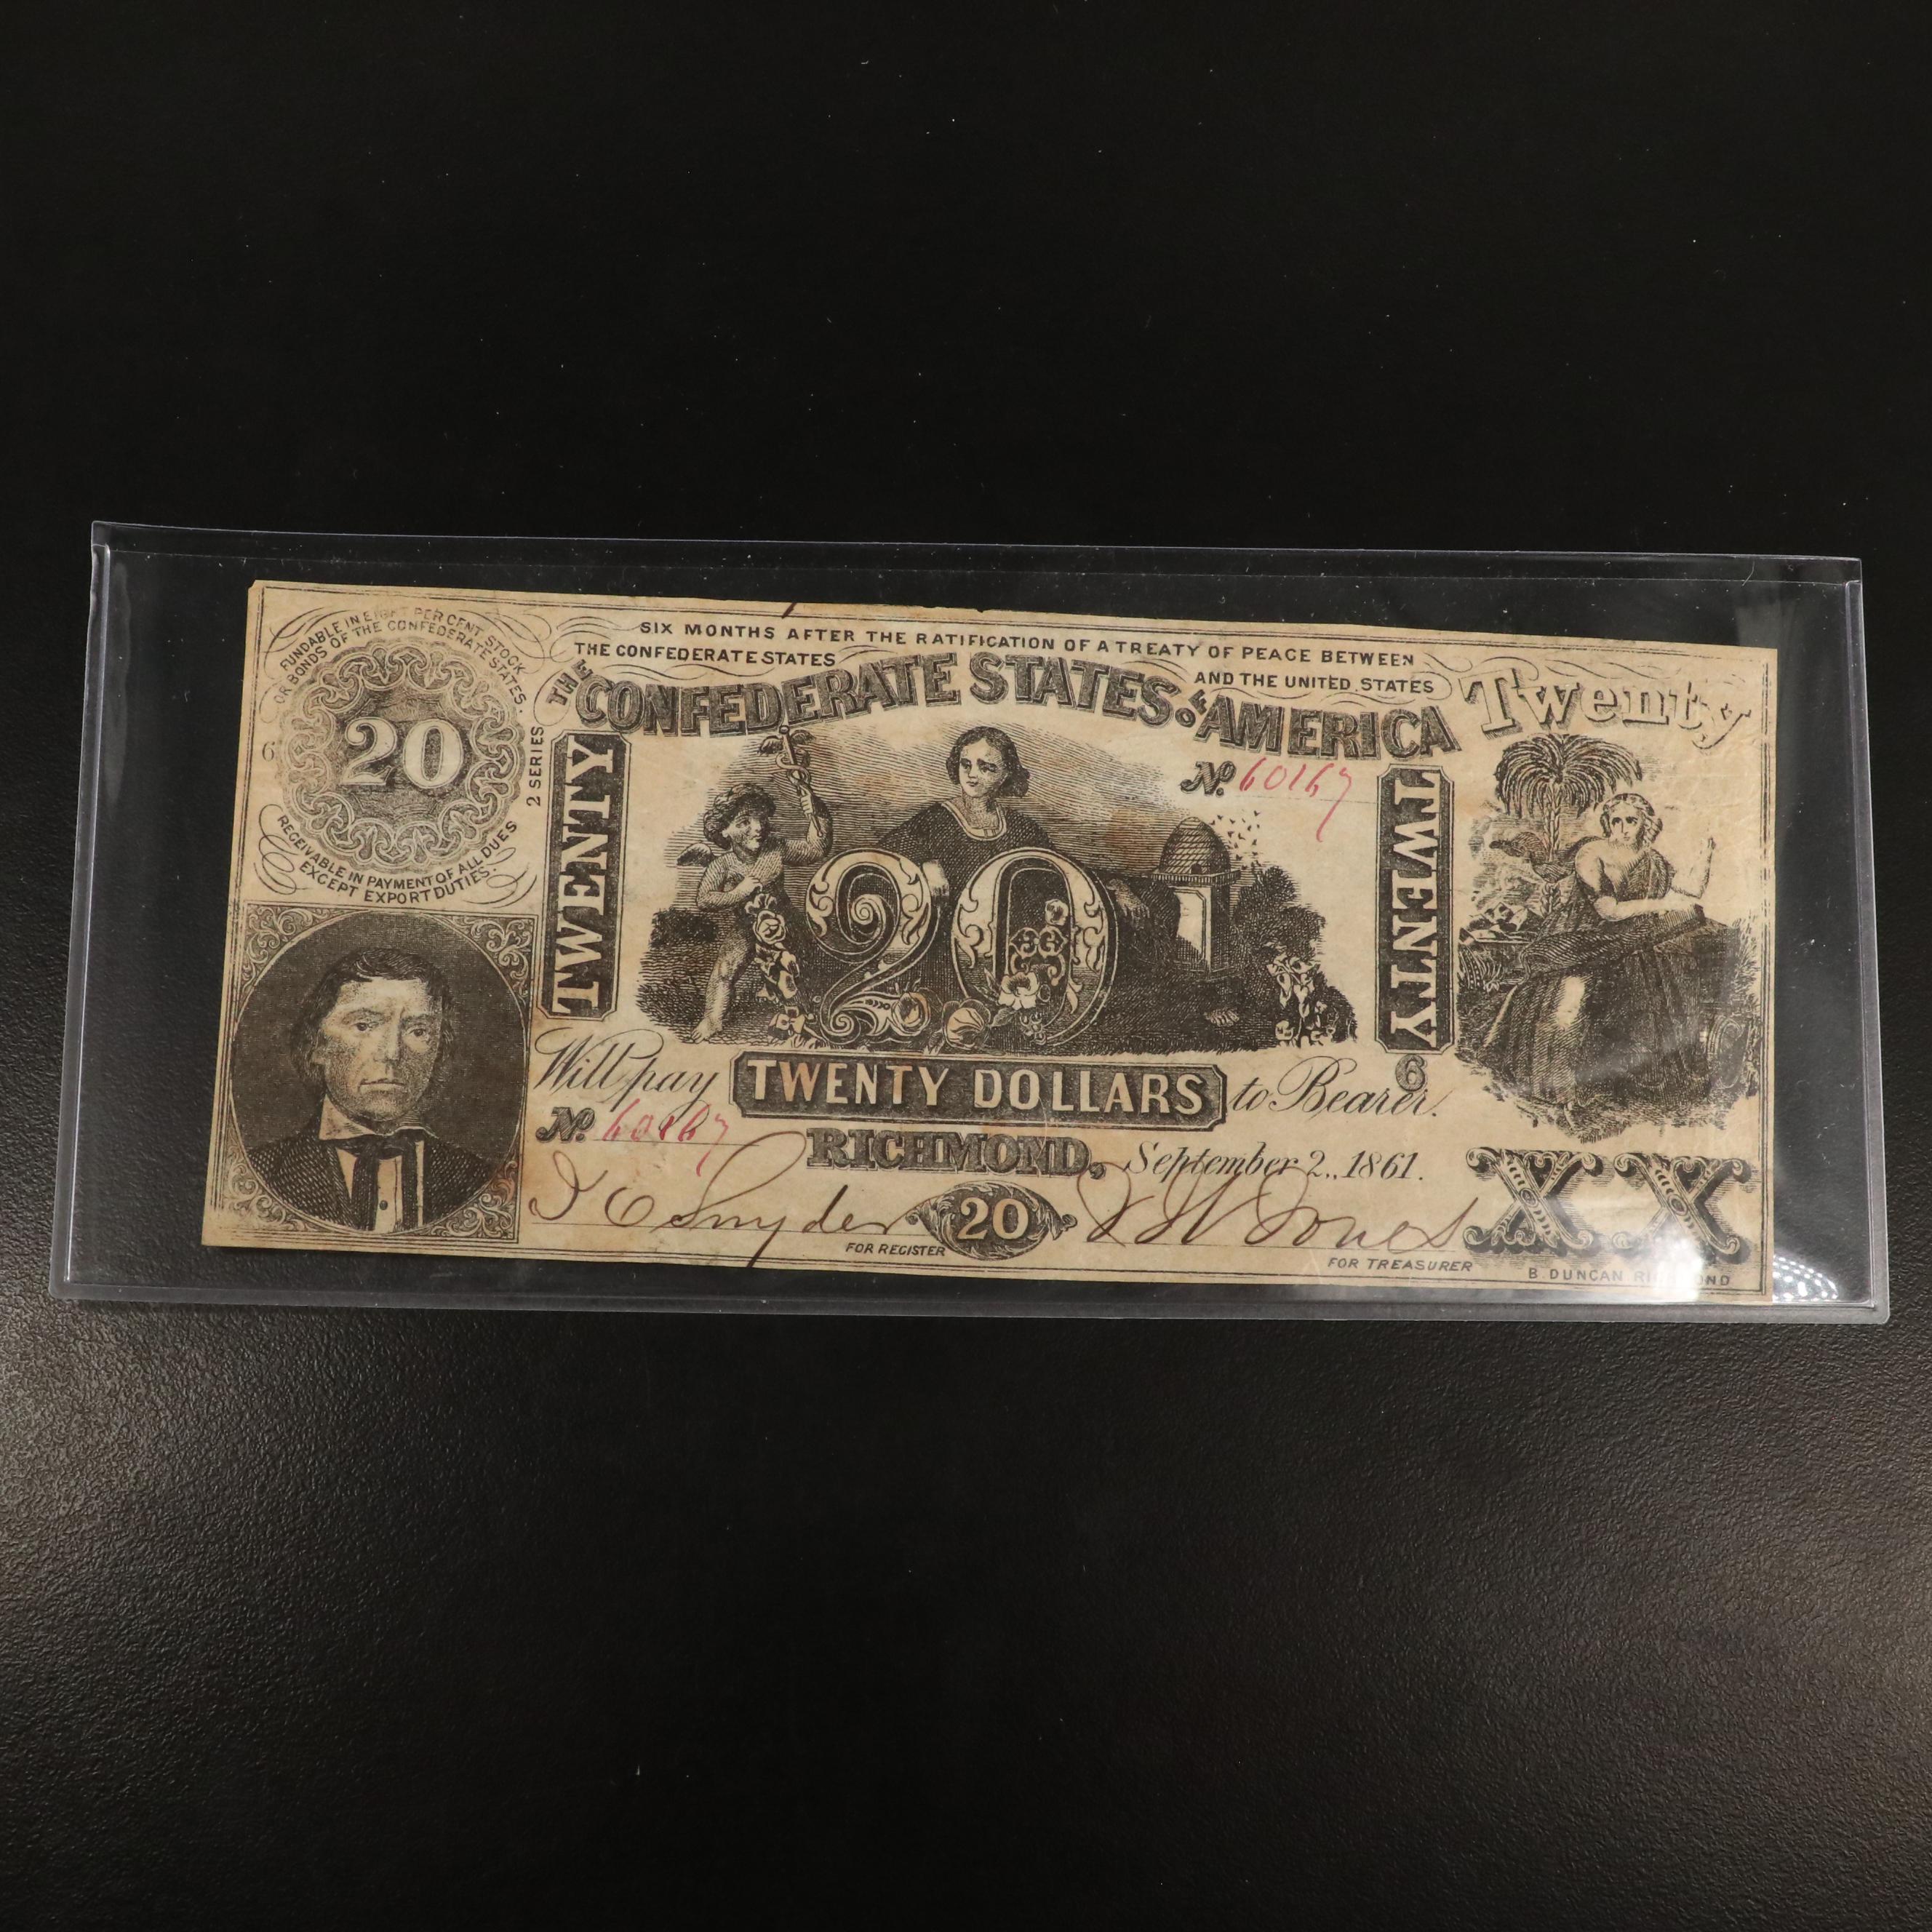 SIX MONTHS AFTER THE RATIFICATION OF A TREATY OF PEACE BETWEEN
THE CONFEDERATE STATES AND THE UNITED STATES
FUNDABLE IN EIGHT PER CENT STOCK
OR BONDS OF THE CONFEDERATE STATES.
20
6
RECEIVABLE IN PAYMENT OF ALL DUES
EXCEPT EXPORT DUTIES.
2 SERIES
THE CONFEDERATE STATES OF AMERICA
Twenty
No. 60167
TWENTY
20
TWENTY
6
Will pay TWENTY DOLLARS to Bearer.
No. 60167
RICHMOND, September 2., 1861.
J C Snyder
FOR REGISTER
20
J W Jones
FOR TREASURER
XX
B. DUNCAN RICHMOND